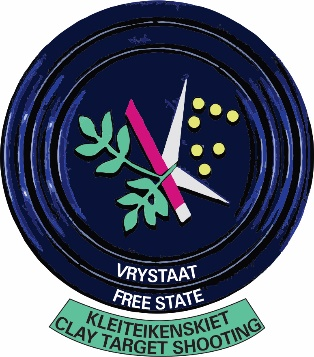 VRYSTAAT
FREE STATE
KLEITEIKENSKIET
CLAY TARGET SHOOTING